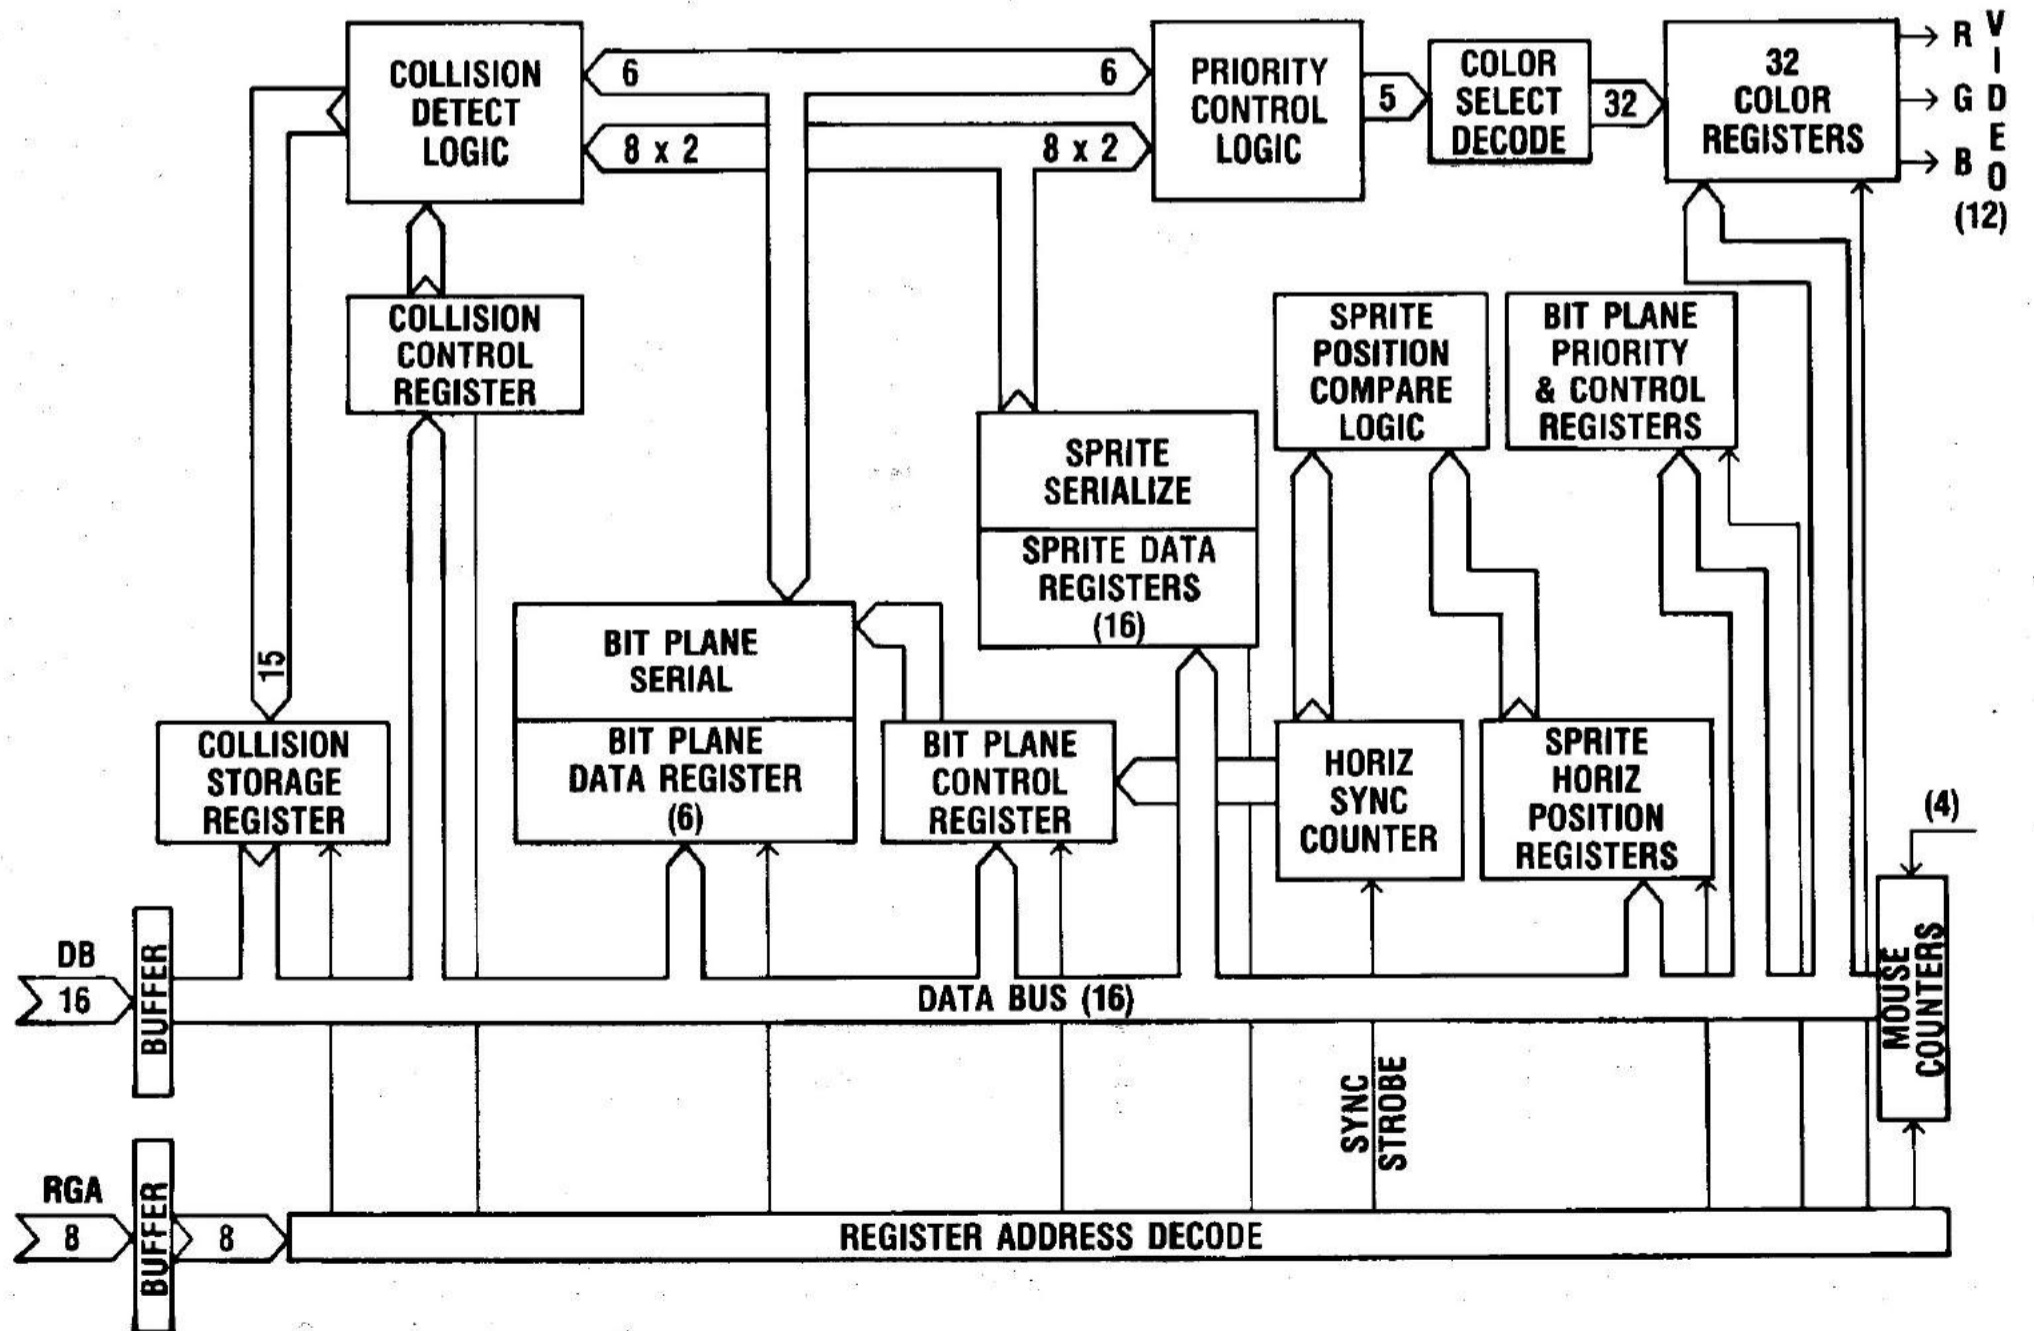 COLLISION
DETECT
LOGIC
6
6
8 x 2
8 x 2
PRIORITY
CONTROL
LOGIC
5
COLOR
SELECT
DECODE
32
32
COLOR
REGISTERS
R
G
B
VIDEO
(12)
COLLISION
CONTROL
REGISTER
SPRITE
POSITION
COMPARE
LOGIC
BIT PLANE
PRIORITY
& CONTROL
REGISTERS
SPRITE
SERIALIZE
SPRITE DATA
REGISTERS
(16)
15
BIT PLANE
SERIAL
BIT PLANE
DATA REGISTER
(6)
COLLISION
STORAGE
REGISTER
BIT PLANE
CONTROL
REGISTER
HORIZ
SYNC
COUNTER
SPRITE
HORIZ
POSITION
REGISTERS
(4)
MOUSE
COUNTERS
DB
16
BUFFER
DATA BUS (16)
SYNC
STROBE
RGA
8
BUFFER
8
REGISTER ADDRESS DECODE